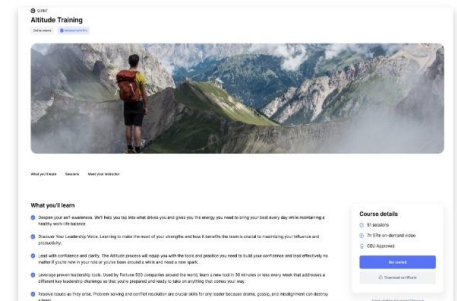 GiANT
Altitude Training
Online course
What you'll learn
Sessions
Meet your instructor
What you'll learn
Deepen your self-awareness. We'll help you tap into what drives you and gives you the energy you need to bring your best every day while maintaining a
healthy work-life balance.
Discover Your Leadership Voice. Learning to make the most of your strengths and how it benefits the team is crucial to maximizing your influence and
productivity.
Lead with confidence and clarity. The Altitude process will equip you with the tools and practice you need to build your confidence and lead effectively no
matter if you're new in your role or you've been around a while and need a new spark.
Leverage proven leadership tools. Used by Fortune 500 companies around the world, learn a new tool in 30 minutes or less every week that addresses a
different key leadership challenge so that you're prepared and ready to take on anything that comes your way.
Resolve issues as they arise. Problem solving and conflict resolution are crucial skills for any leader because drama, gossip, and misalignment can destroy
a team.
Course details
91 sessions
7h 57m on-demand video
CEU Approved
Get started